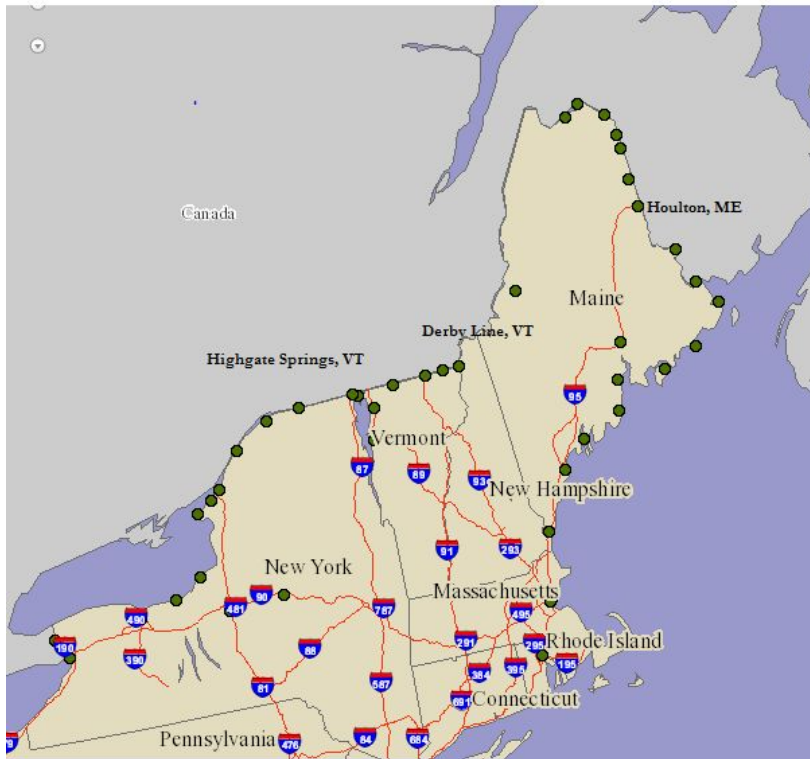 Canada
Houlton, ME
Maine
Derby Line, VT
Highgate Springs, VT
95
Vermont
87
89
93
New Hampshire
91
293
New York
90
Massachusetts
490
481
787
495
190
390
88
291
295
Rhode Island
195
384
395
81
587
691
Connecticut
Pennsylvania
476
84
684
79